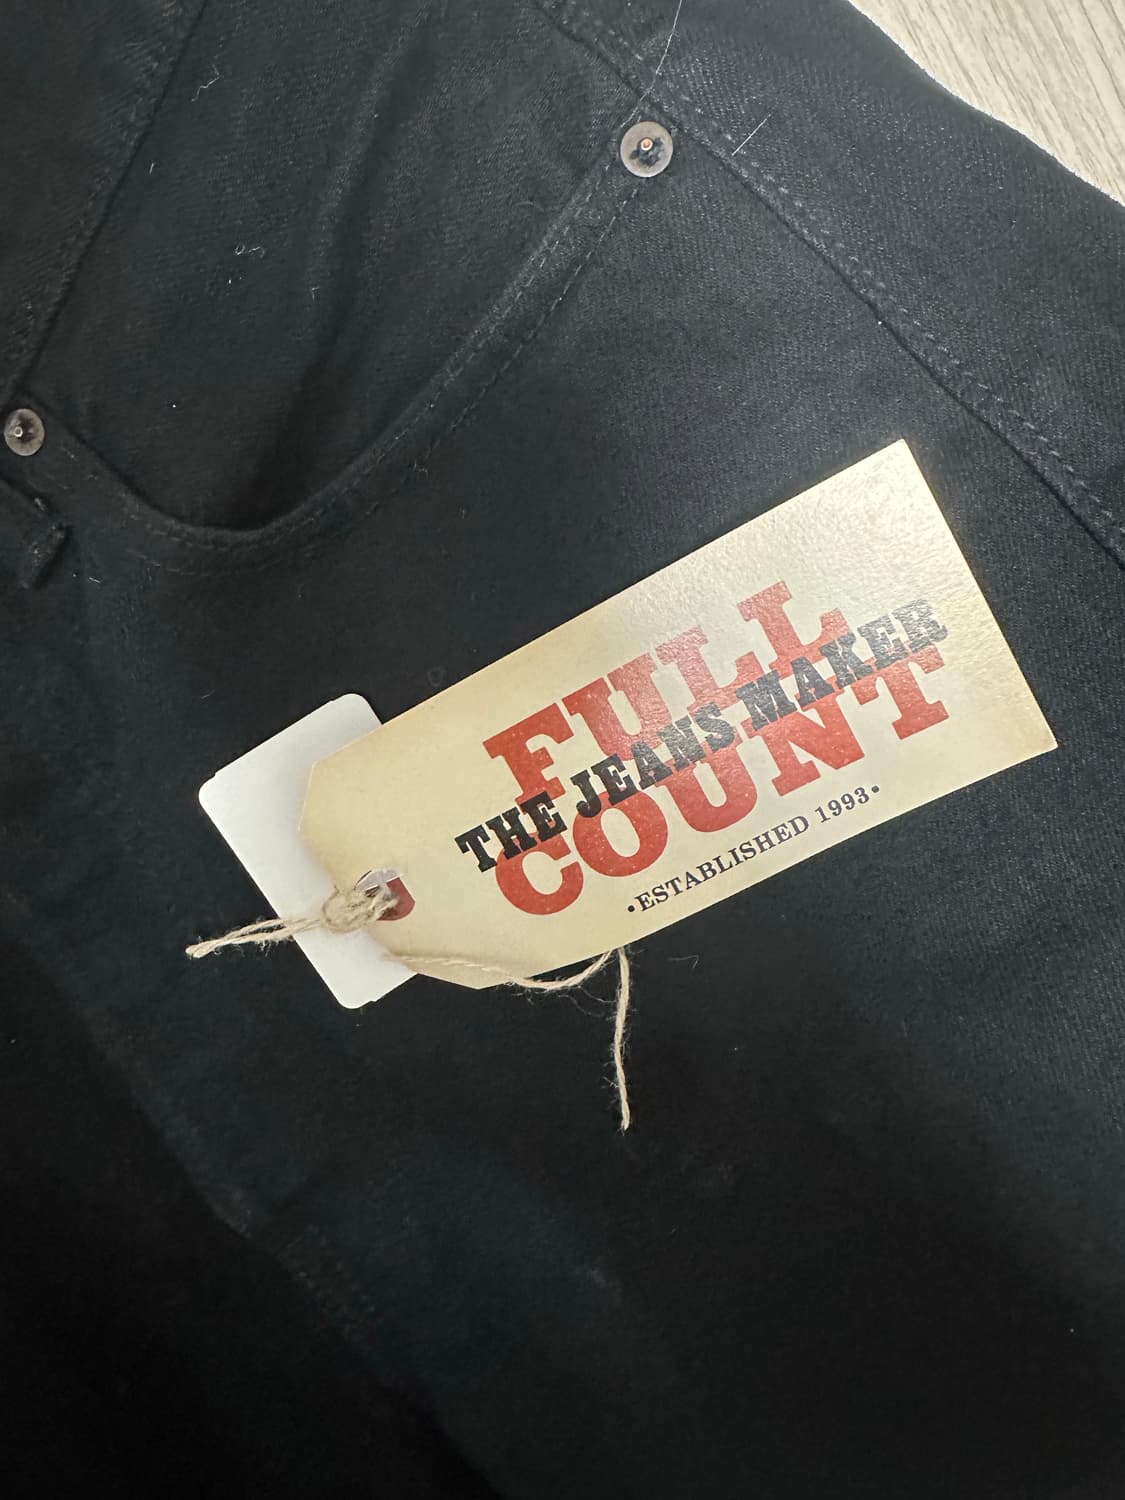 FULL
THE JEANS MAKER
COUNT
•ESTABLISHED 1993•